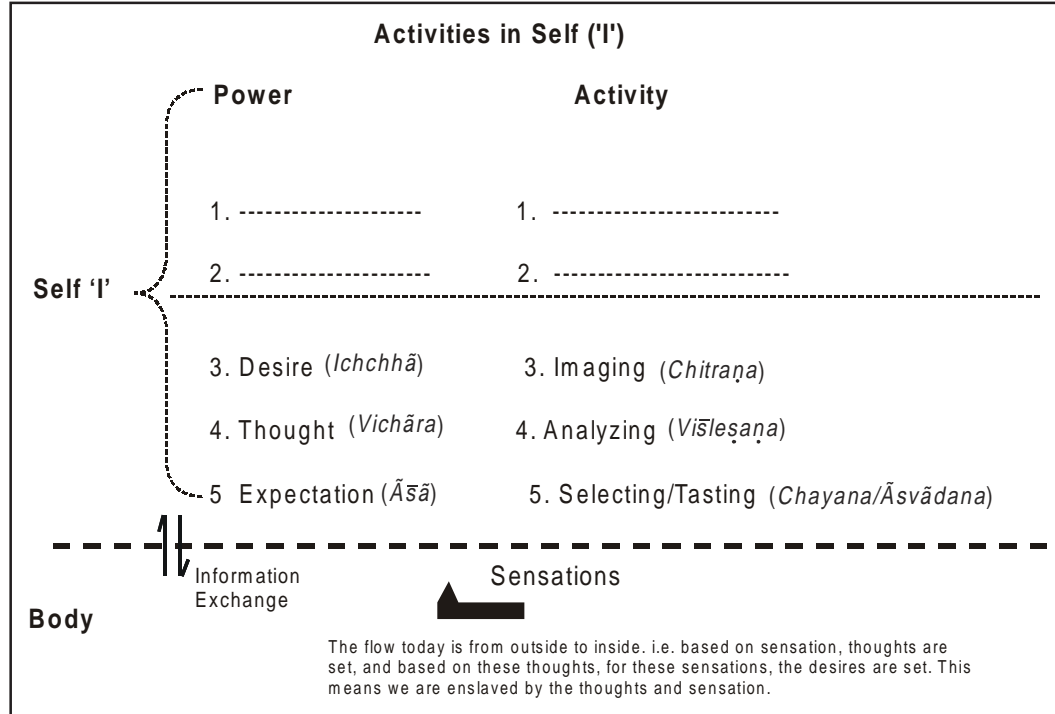 Activities in Self ('I')
Power Activity
1. --------------------- 1. --------------------------
2. ---------------------- 2. ---------------------------
Self ‘I’
3. Desire (Ichchhã) 3. Imaging (Chitraṇa)
4. Thought (Vichãra) 4. Analyzing (Vis̄leṣaṇa)
5 Expectation (Ãs̄ã) 5. Selecting/Tasting (Chayana/Ãsvãdana)
Information
Exchange
Sensations
Body
The flow today is from outside to inside. i.e. based on sensation, thoughts are
set, and based on these thoughts, for these sensations, the desires are set. This
means we are enslaved by the thoughts and sensation.